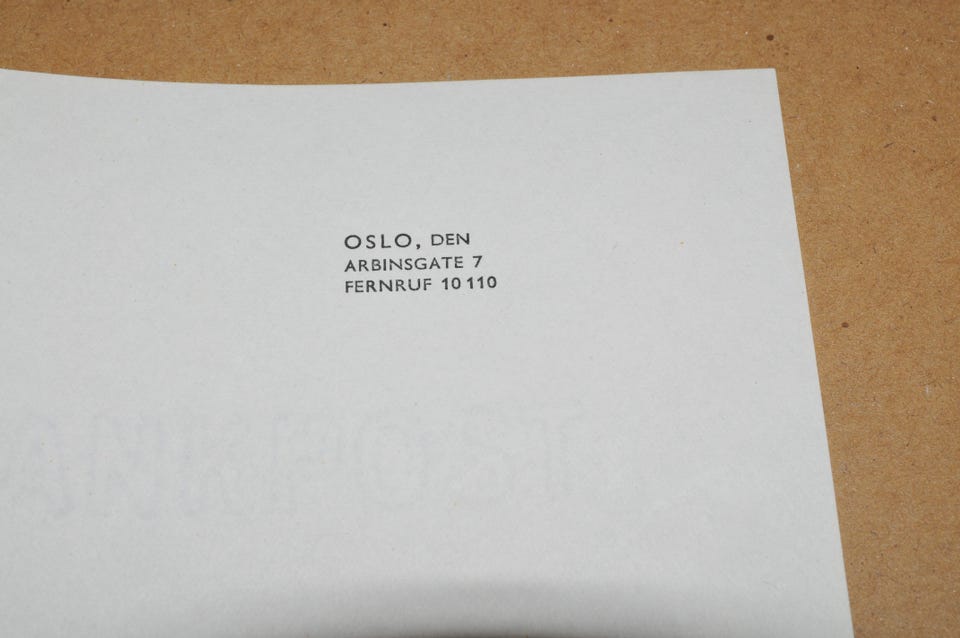 OSLO, DEN
ARBINSGATE 7
FERNRUF 10 110